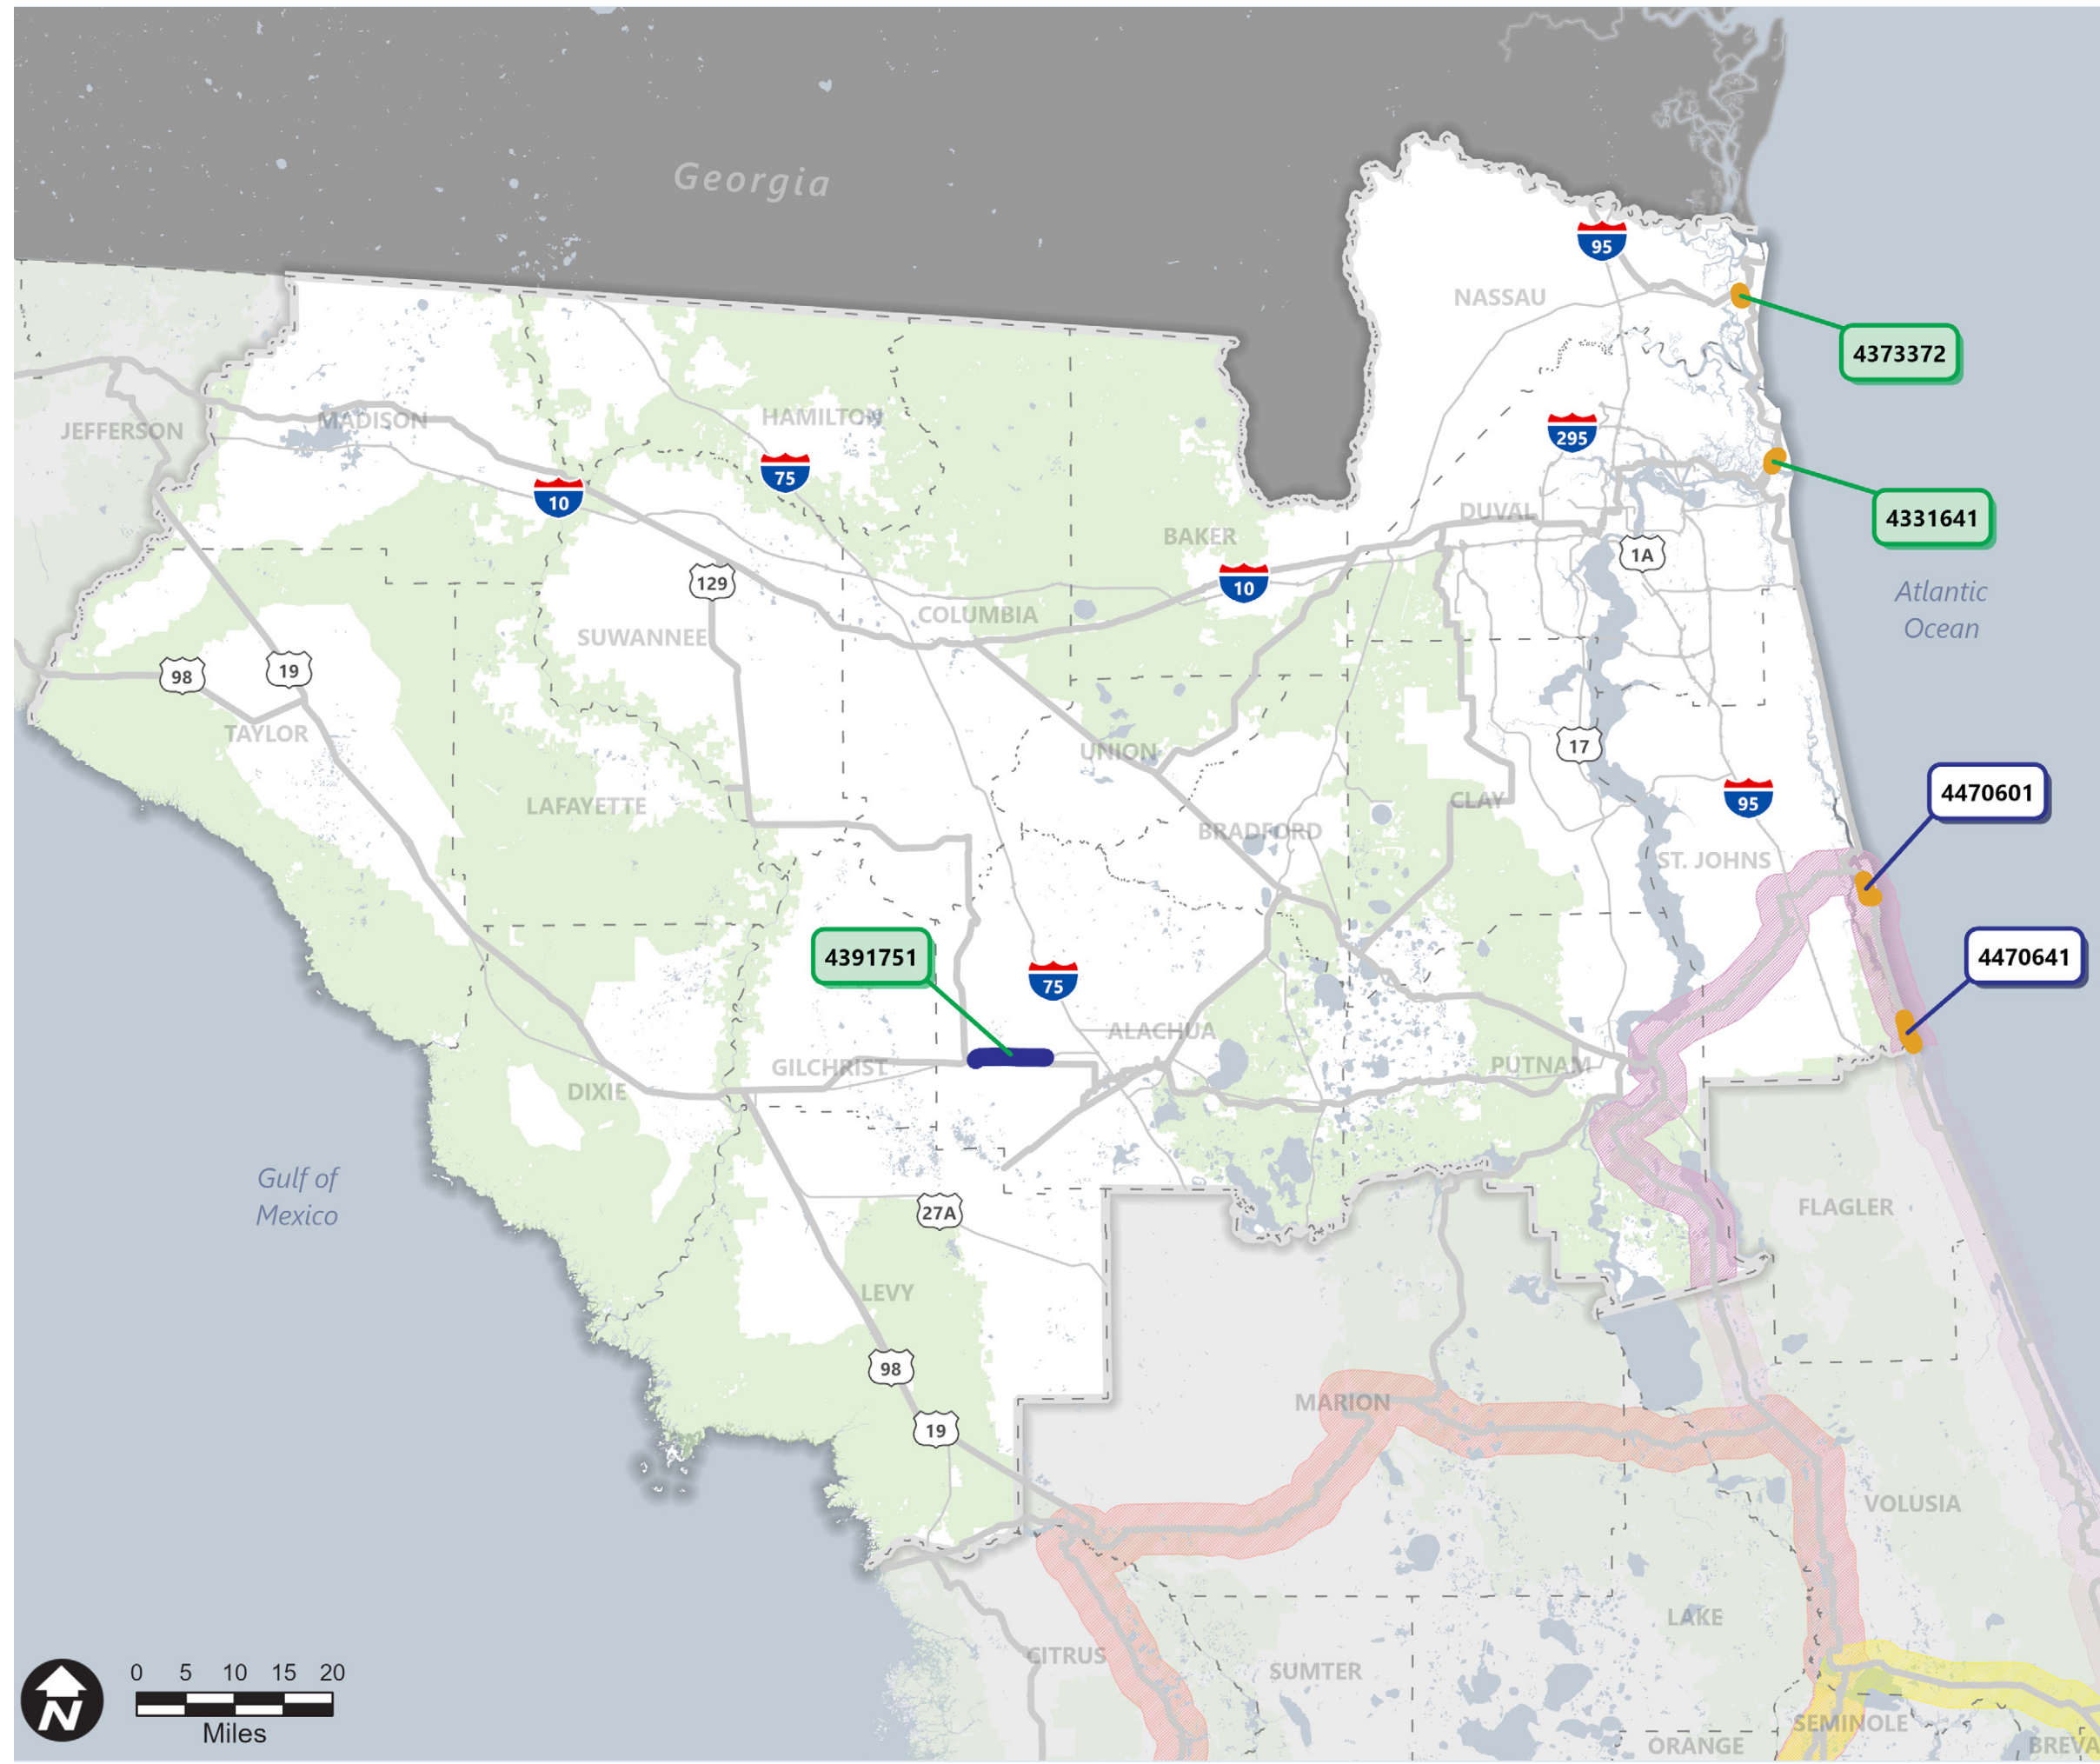 Georgia
95
NASSAU
4373372
JEFFERSON
MADISON
HAMILTON
295
75
10
4331641
DUVAL
BAKER
1A
10
129
Atlantic
Ocean
COLUMBIA
SUWANNEE
98
19
TAYLOR
17
UNION
LAFAYETTE
CLAY
95
4470601
BRADFORD
ST. JOHNS
4391751
4470641
75
ALACHUA
GILCHRIST
PUTNAM
DIXIE
Gulf of
Mexico
27A
FLAGLER
LEVY
98
MARION
19
VOLUSIA
LAKE
CITRUS
SUMTER
0 5 10 15 20
Miles
N
SEMINOLE
ORANGE
BREVA